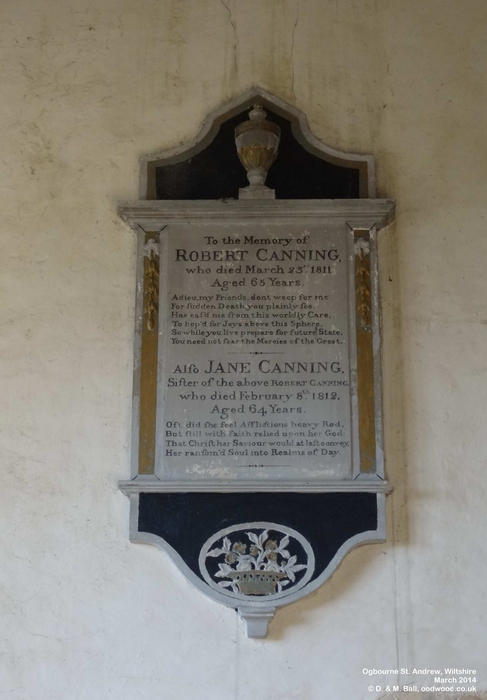 To the Memory of
ROBERT CANNING,
who died March 23d. 1811
Aged 65 Years.
Adieu, my Friends, dont weep for me
For ſudden Death, you plainly ſee,
Has eaſ'd me from this worldly Care,
To hop'd for Joys above this Sphere.
So while you live prepare for future State,
You need not fear the Mercies of the Great.
Alſo JANE CANNING,
Siſter of the above ROBERT CANNING,
who died February 8th. 1812,
Aged 64, Years.
Oft did ſhe feel Afflictions heavy Rod,
But ſtill with Faith relied upon her God:
That Chriſt her Saviour would at laſt convey,
Her ranſom'd Soul into Realms of Day.
Ogbourne St. Andrew, Wiltshire
March 2014
© D. & M. Ball, oodwooc.co.uk